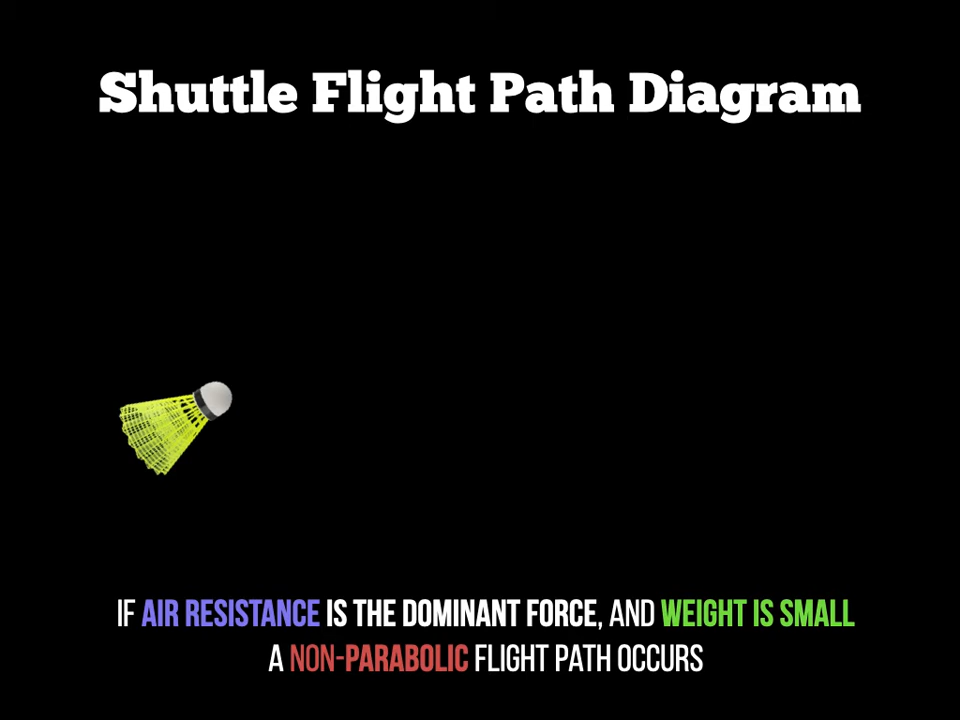 Shuttle Flight Path Diagram
IF AIR RESISTANCE IS THE DOMINANT FORCE, AND WEIGHT IS SMALL
A NON-PARABOLIC FLIGHT PATH OCCURS